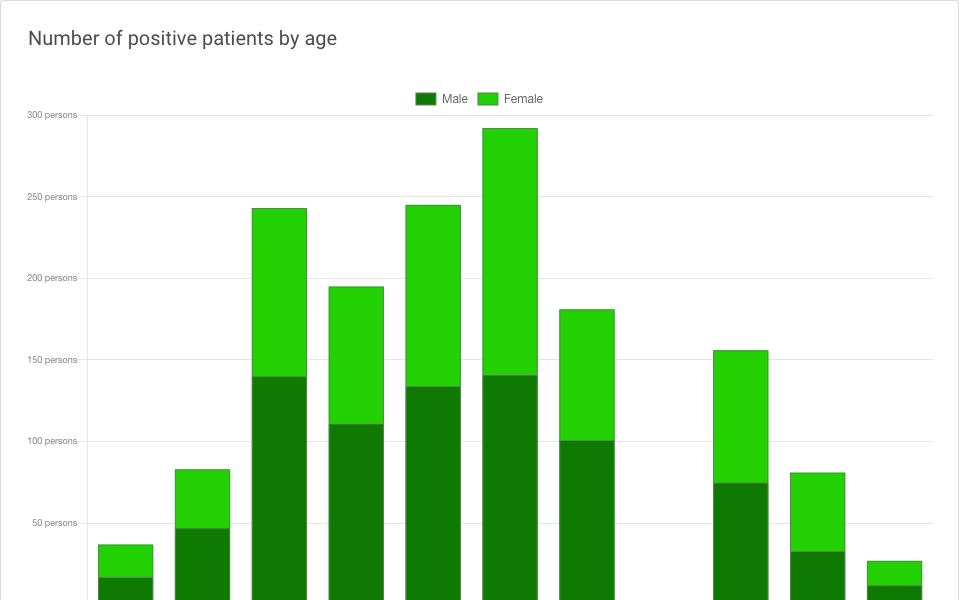 Number of positive patients by age
Male Female
300 persons
250 persons
200 persons
150 persons
100 persons
50 persons